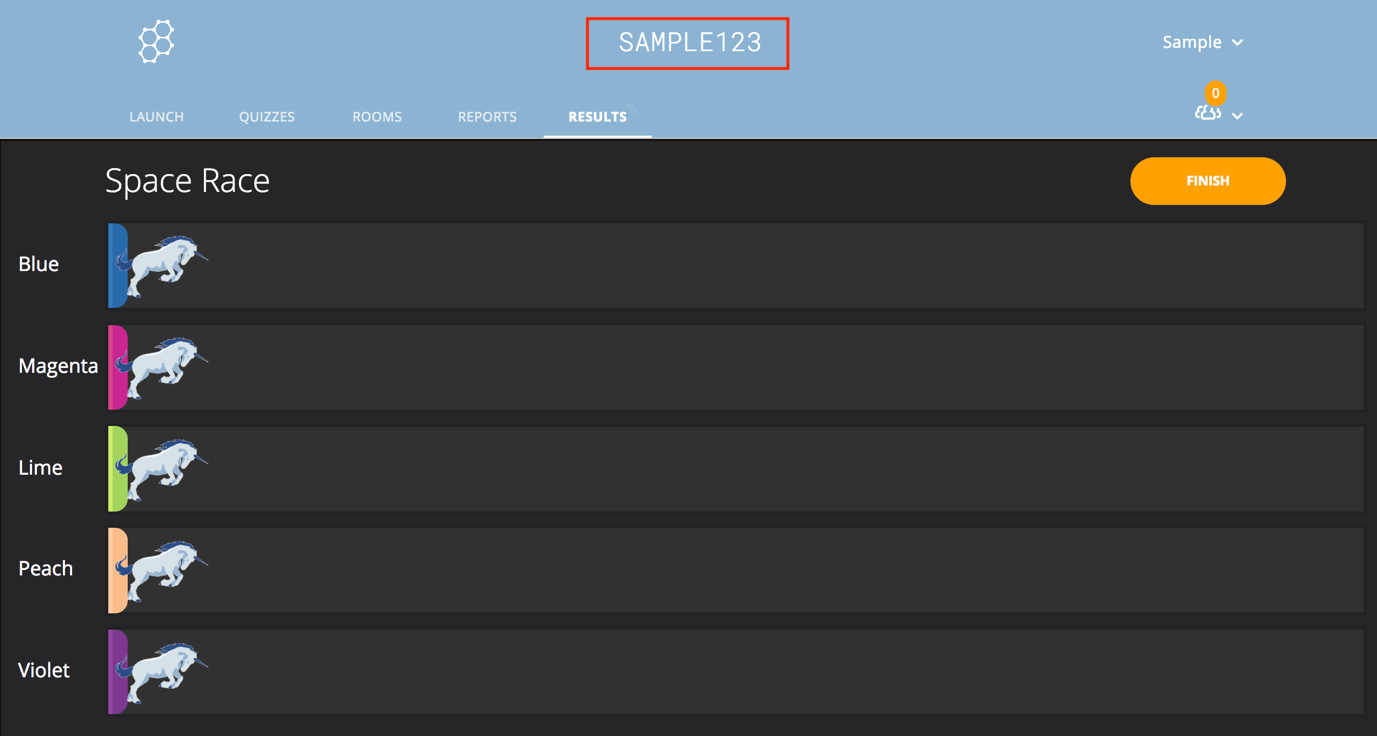 SAMPLE123
Sample
0
LAUNCH QUIZZES ROOMS REPORTS RESULTS
Space Race
FINISH
Blue
Magenta
Lime
Peach
Violet